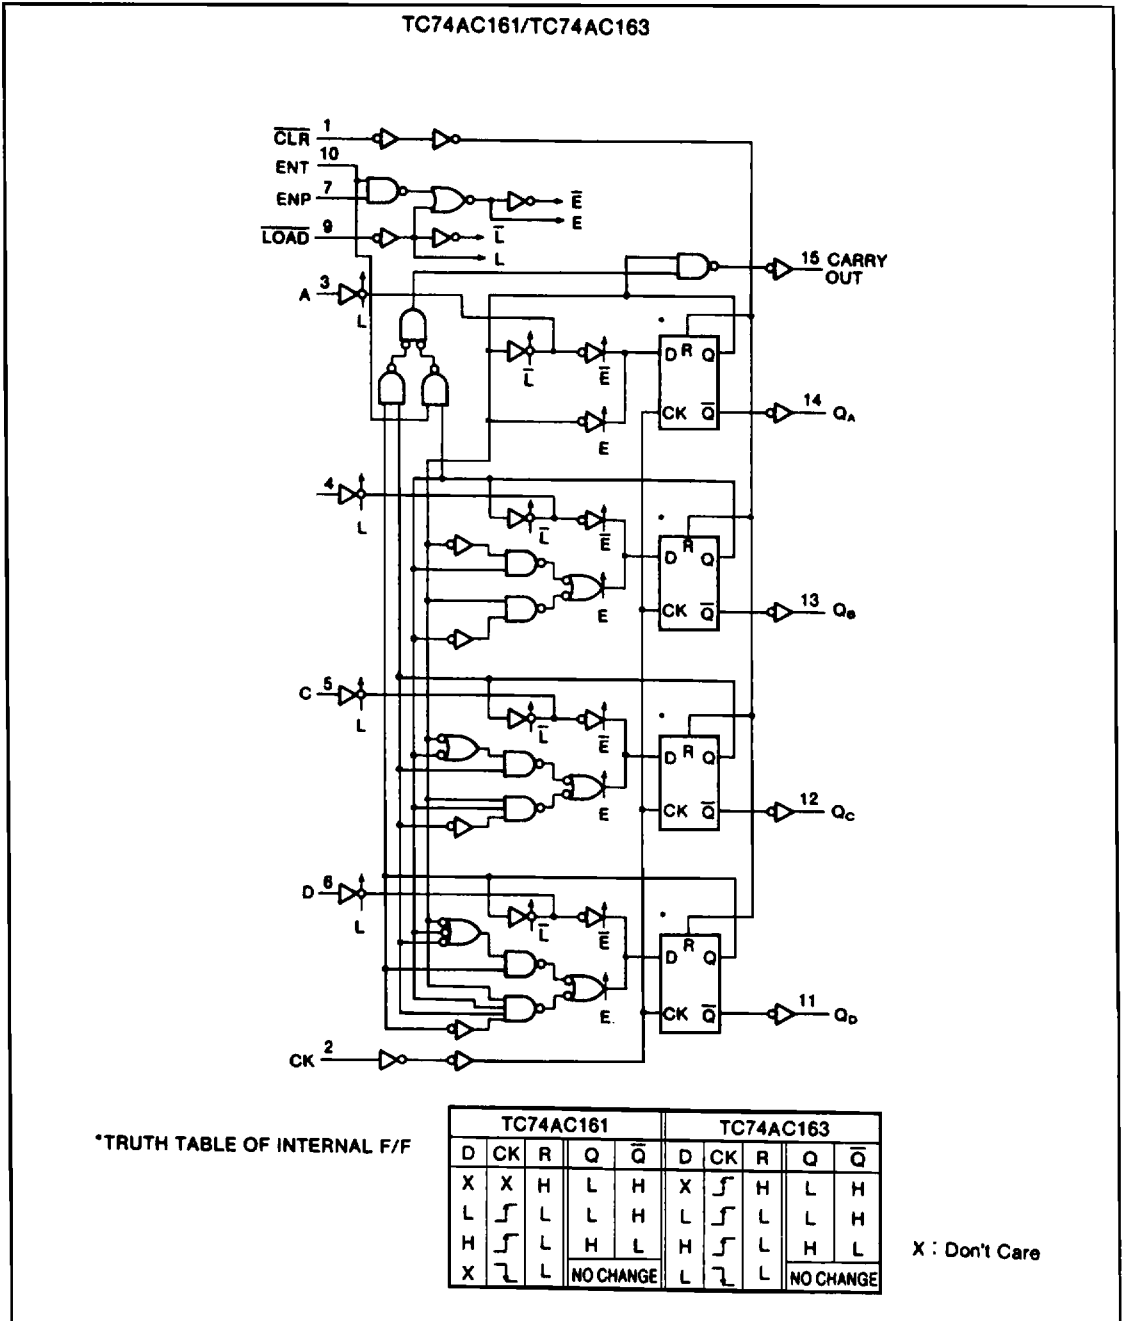 TC74AC161/TC74AC163
C̅L̅R̅ 1
ENT 10
ENP 7
E̅
E
L̅O̅A̅D̅ 9
L̅
L
15 CARRY OUT
A 3
L
L̅
E̅
D R Q
CK Q̅
14 QA
E
4
L
L̅
E̅
D R Q
CK Q̅
13 QB
E
C 5
L
L̅
E̅
D R Q
CK Q̅
12 QC
E
D 6
L
L̅
E̅
D R Q
CK Q̅
11 QD
E
CK 2
*TRUTH TABLE OF INTERNAL F/F
TC74AC161 TC74AC163
D CK R Q Q̅ D CK R Q Q̅
X X H L H X H L H
L L L H L L L H
H L H L H L H L
X L NO CHANGE L L NO CHANGE
X : Don't Care